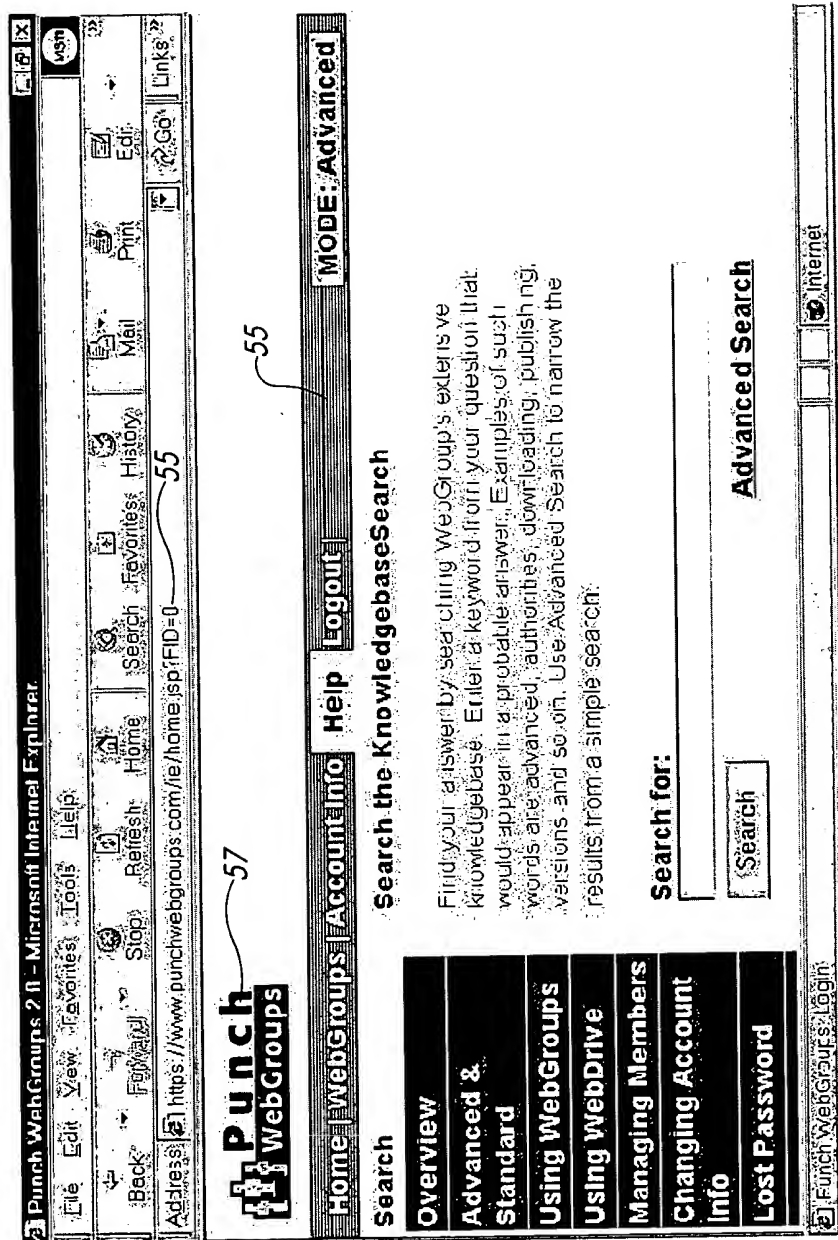 Punch WebGroups 2.0 - Microsoft Internet Explorer
File Edit View Favorites Tools Help
msn
Back Forward Stop Refresh Home Search Favorites History Mail Print Edit
Address https://www.punchwebgroups.com/ie/home.jsp?FID=0 Go Links
55
Punch
WebGroups
57
55
Home | WebGroups | Account Info Help Logout | MODE: Advanced
Search
Overview
Advanced &
Standard
Using WebGroups
Using WebDrive
Managing Members
Changing Account
Info
Lost Password
Search the KnowledgebaseSearch
Find your answer by searching WebGroup's extensive
knowledgebase. Enter a keyword from your question that
would appear in a probable answer. Examples of such
words are advanced, authorities, downloading, publishing,
versions and so on. Use Advanced Search to narrow the
results from a simple search.
Search for:
Search
Advanced Search
Punch WebGroups: Login
Internet